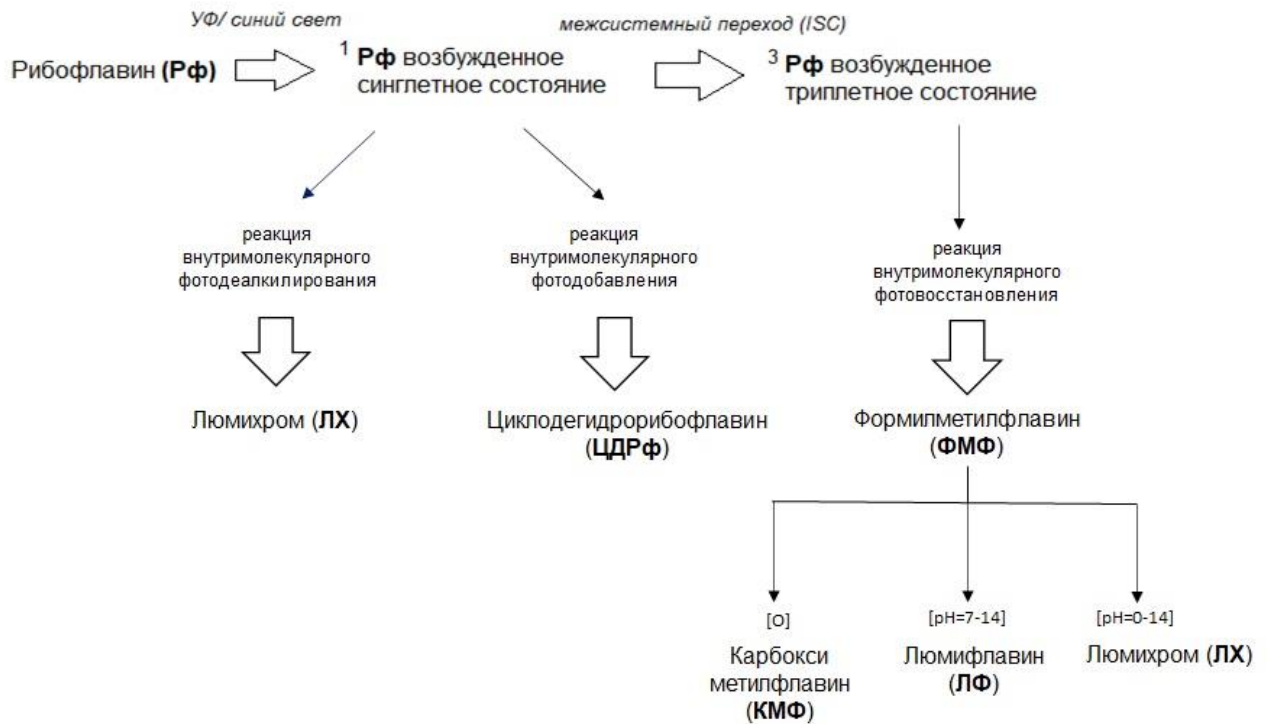 УФ/ синий свет
межсистемный переход (ISC)
Рибофлавин (Рф)
1 Рф возбужденное
синглетное состояние
3 Рф возбужденное
триплетное состояние
реакция
внутримолекулярного
фотодеалкилирования
реакция
внутримолекулярного
фотодобавления
реакция
внутримолекулярного
фотовосстановления
Люмихром (ЛХ)
Циклодегидрорибофлавин
(ЦДРф)
Формилметилфлавин
(ФМФ)
[O]
Карбокси
метилфлавин
(КМФ)
[pH=7-14]
Люмифлавин
(ЛФ)
[pH=0-14]
Люмихром (ЛХ)